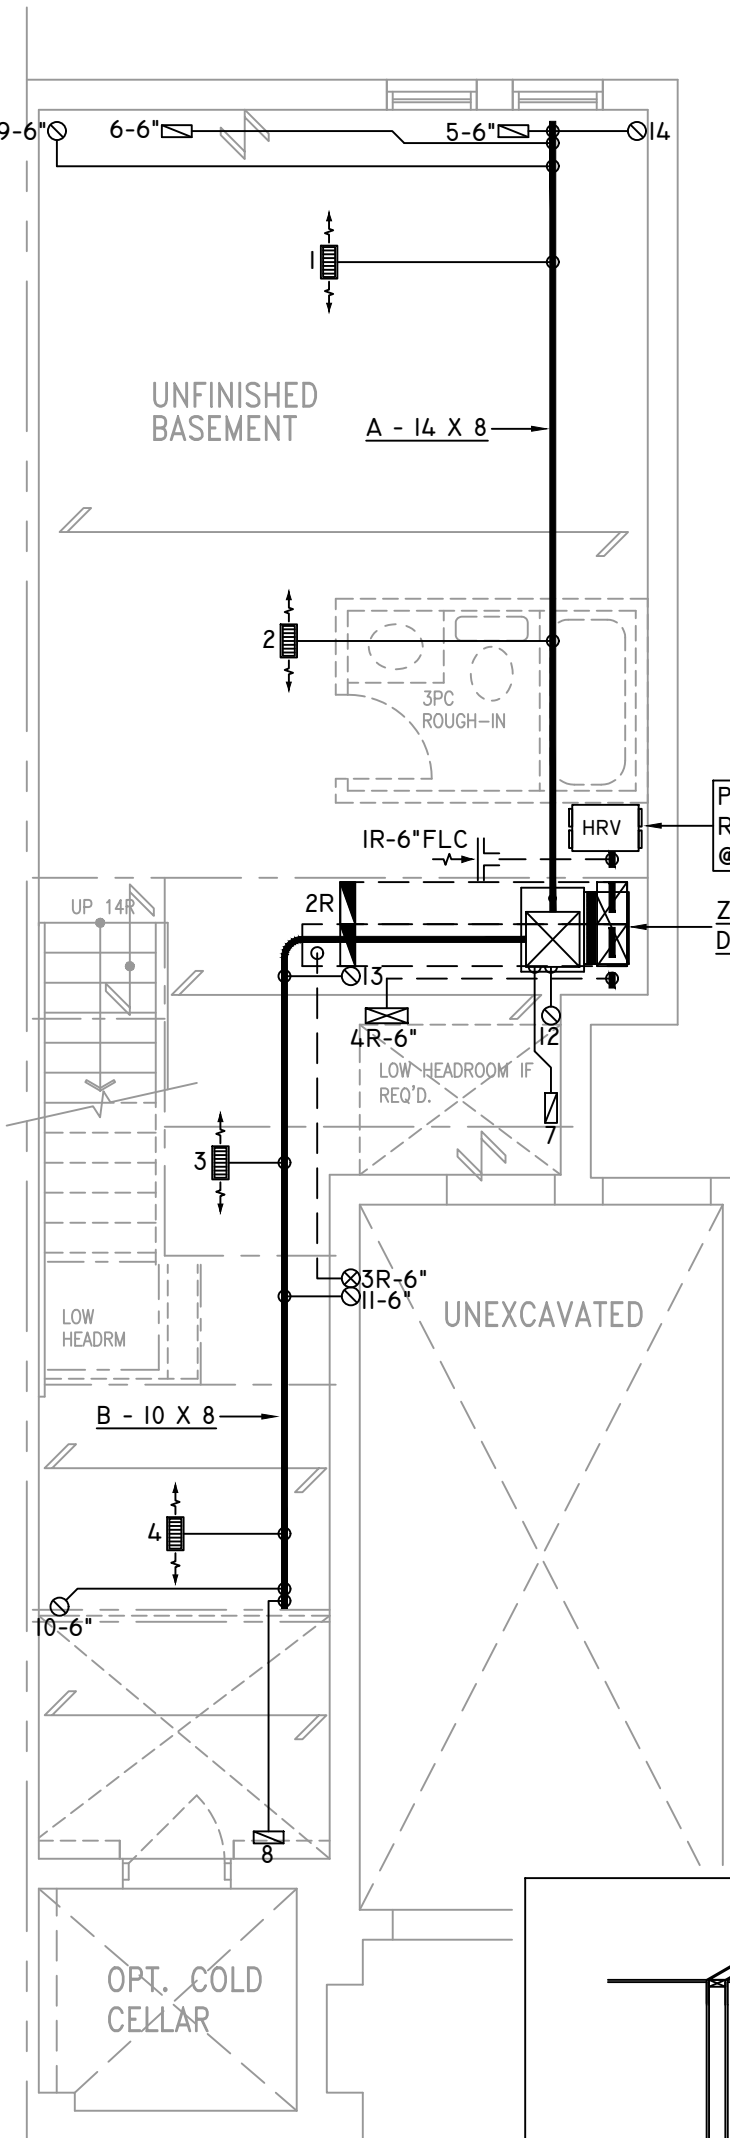 9-6"
6-6"
5-6"
14
1
UNFINISHED
BASEMENT
A - 14 X 8
2
3PC
ROUGH-IN
P
R
@
HRV
1R-6"FLC
2R
UP 14R
Z
D
13
4R-6"
12
LOW HEADROOM IF
REQ'D.
7
3
3R-6"
11-6"
UNEXCAVATED
LOW
HEADRM
B - 10 X 8
4
10-6"
8
OPT. COLD
CELLAR